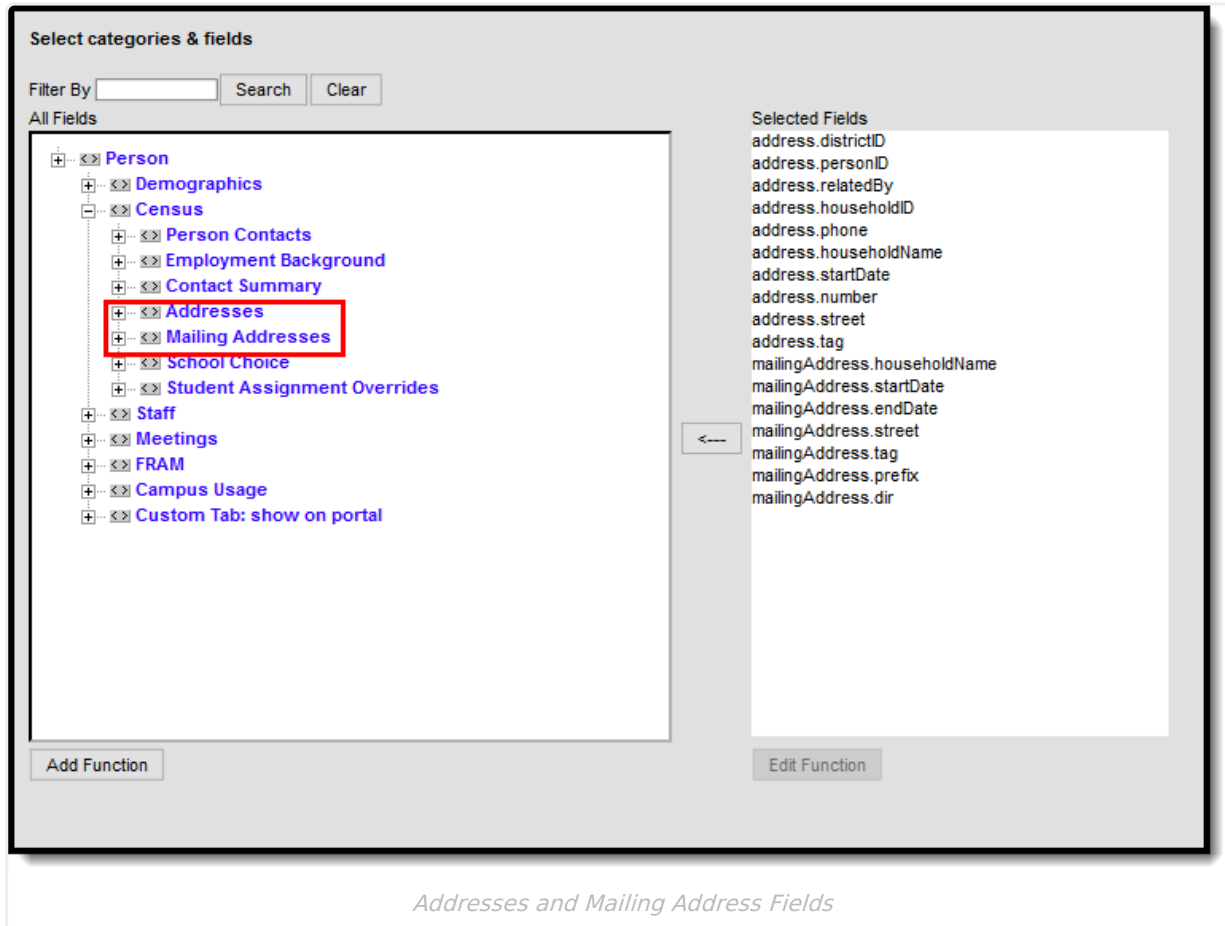 Select categories & fields
Filter By Search Clear
All Fields
Person
Demographics
Census
Person Contacts
Employment Background
Contact Summary
Addresses
Mailing Addresses
School Choice
Student Assignment Overrides
Staff
Meetings
FRAM
Campus Usage
Custom Tab: show on portal
Add Function
<---
Selected Fields
address.districtID
address.personID
address.relatedBy
address.householdID
address.phone
address.householdName
address.startDate
address.number
address.street
address.tag
mailingAddress.householdName
mailingAddress.startDate
mailingAddress.endDate
mailingAddress.street
mailingAddress.tag
mailingAddress.prefix
mailingAddress.dir
Edit Function
Addresses and Mailing Address Fields